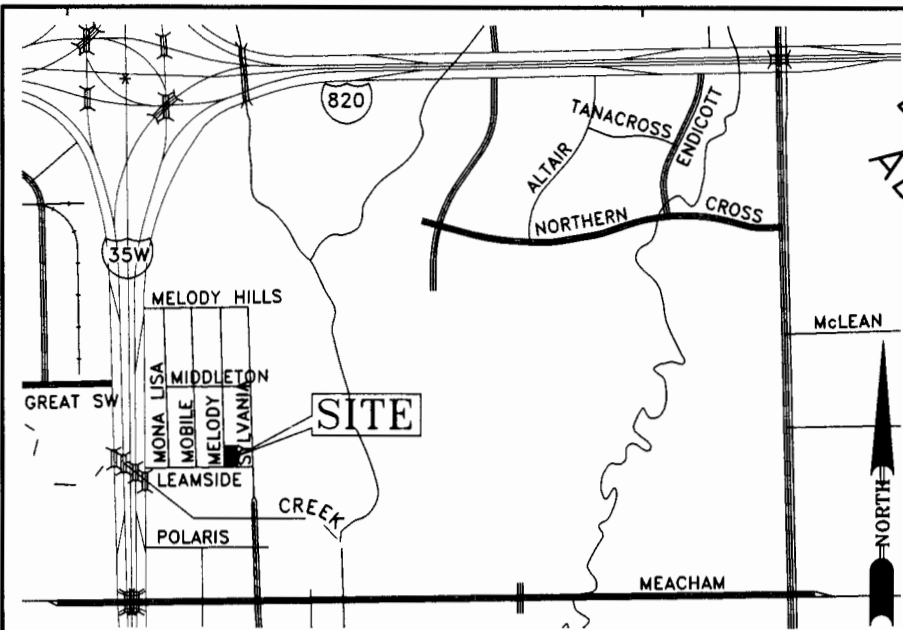 820
TANACROSS
ENDICOTT
ALTAIR
NORTHERN CROSS
35W
MELODY HILLS
McLEAN
MIDDLETON
GREAT SW
MONA LISA
MOBILE
MELODY
SYLVANIA
SITE
LEAMSIDE
CREEK
POLARIS
NORTH
MEACHAM